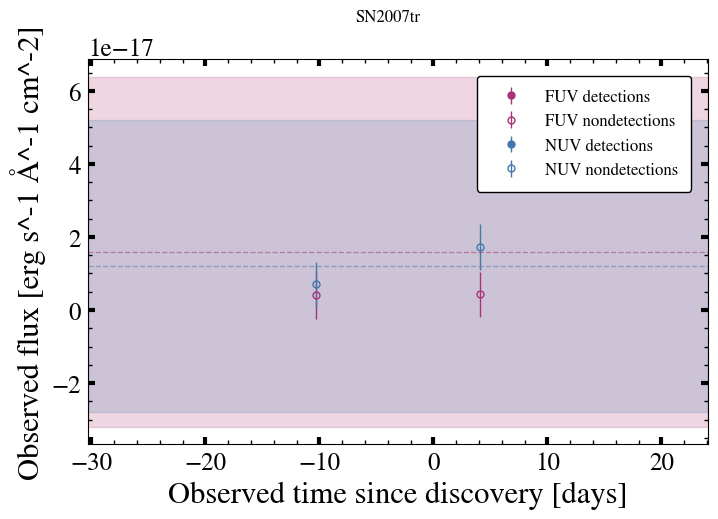 SN2007tr
1e−17
FUV detections
FUV nondetections
NUV detections
NUV nondetections
6
4
2
0
−2
Observed flux [erg s^-1 Å^-1 cm^-2]
−30
−20
−10
0
10
20
Observed time since discovery [days]